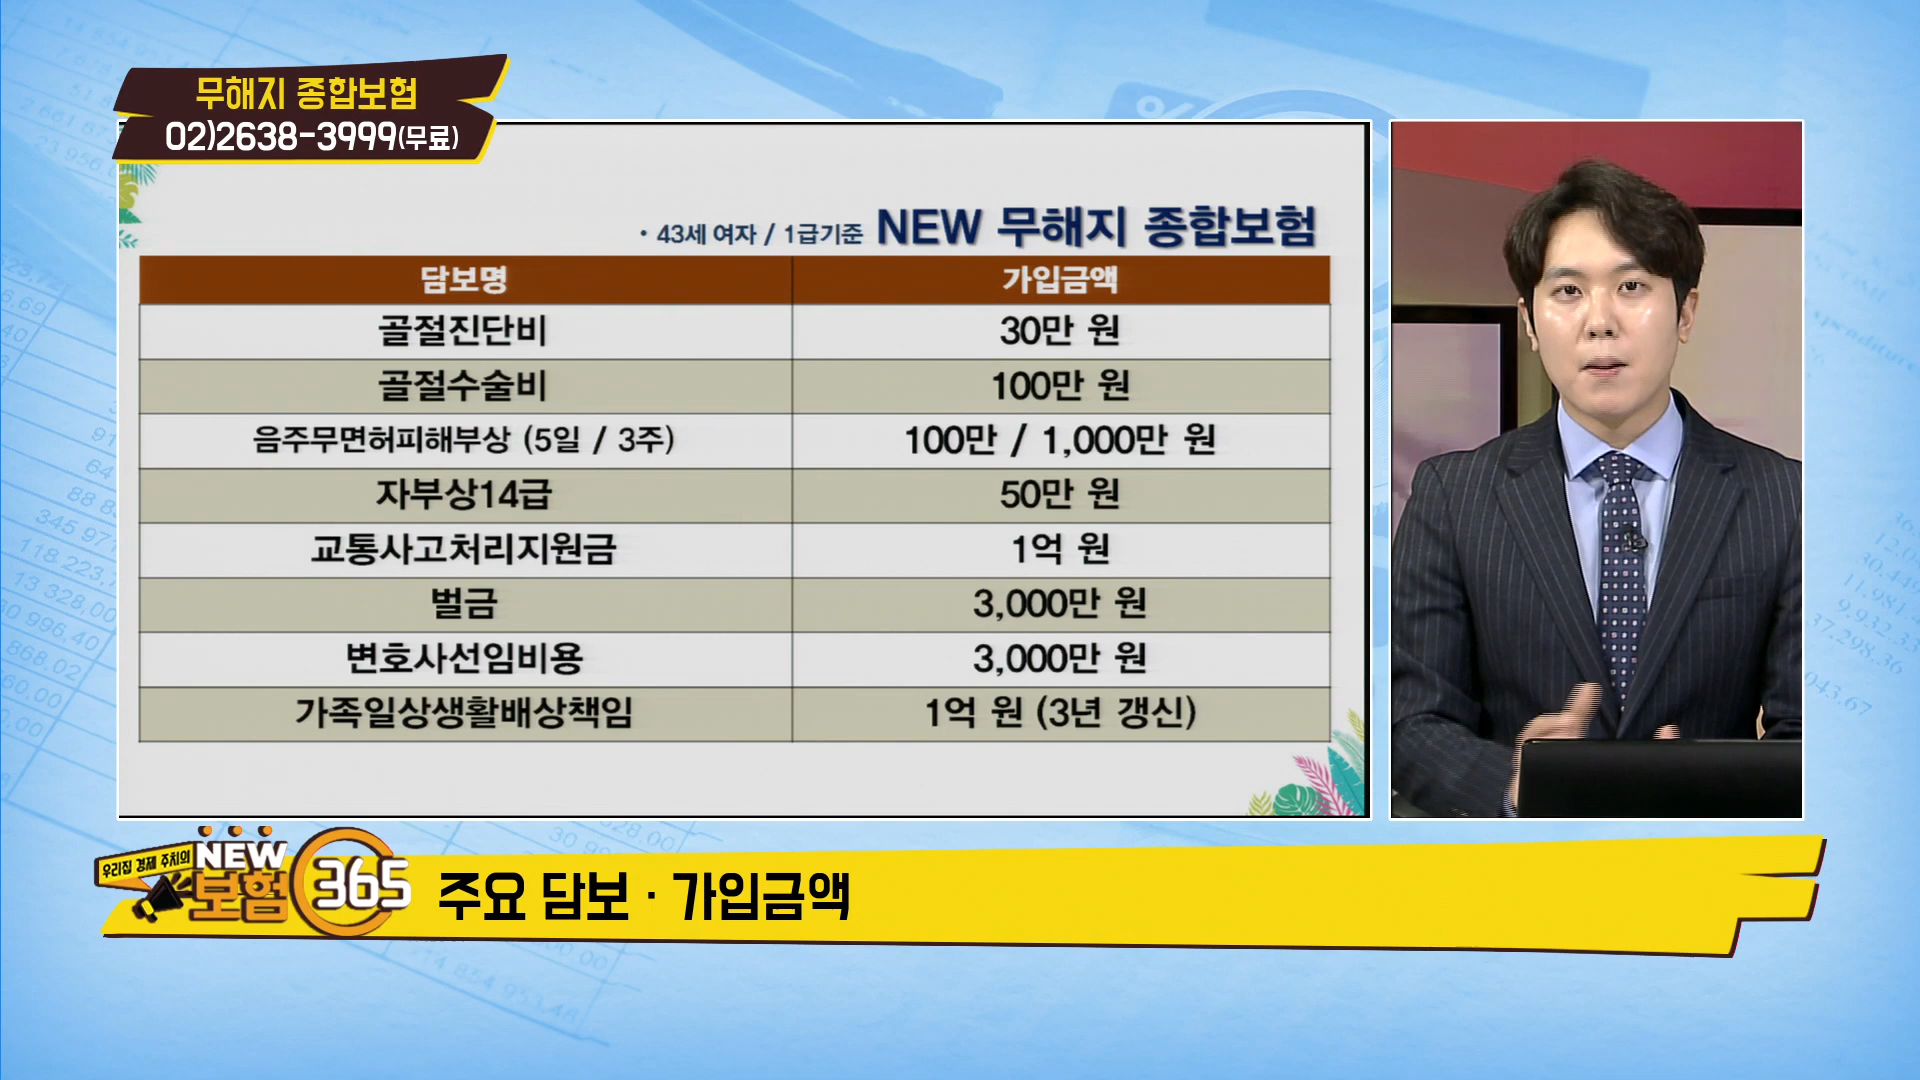 무해지 종합보험
02)2638-3999(무료)
• 43세 여자 / 1급기준 NEW 무해지 종합보험
담보명 가입금액
골절진단비 30만 원
골절수술비 100만 원
음주무면허피해부상 (5일 / 3주) 100만 / 1,000만 원
자부상14급 50만 원
교통사고처리지원금 1억 원
벌금 3,000만 원
변호사선임비용 3,000만 원
가족일상생활배상책임 1억 원 (3년 갱신)
우리집 경제 주치의
NEW
보험 365
주요 담보 · 가입금액